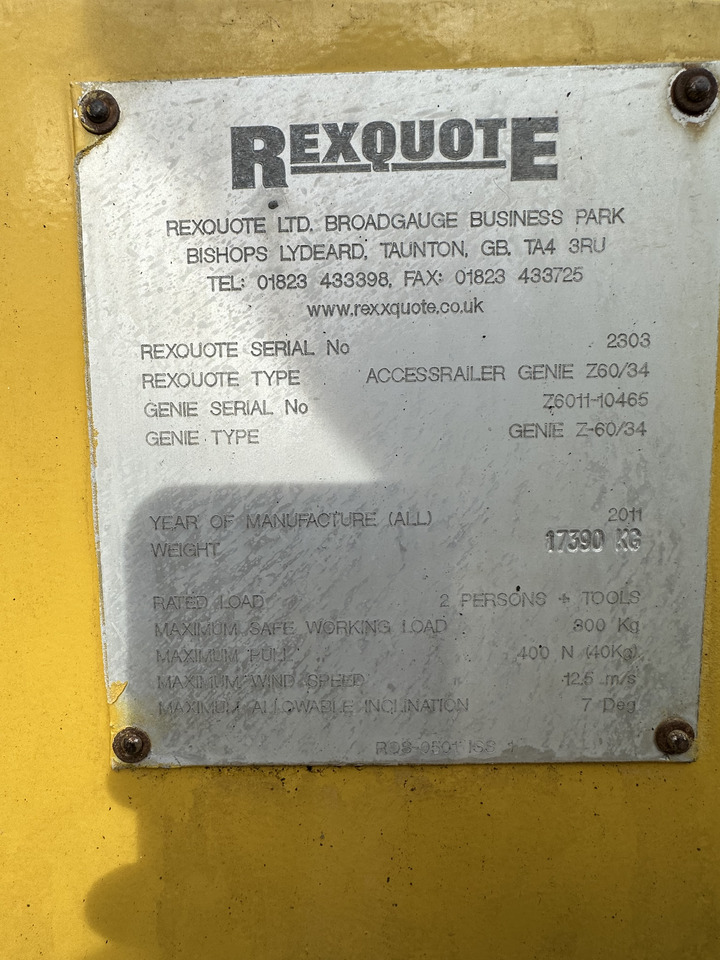 REXQUOTE
REXQUOTE LTD, BROADGAUGE BUSINESS PARK
BISHOPS LYDEARD, TAUNTON, GB, TA4 3RU
TEL: 01823 433398, FAX: 01823 433725
www.rexxquote.co.uk
REXQUOTE SERIAL No 2303
REXQUOTE TYPE ACCESSRAILER GENIE Z60/34
GENIE SERIAL No Z6011-10465
GENIE TYPE GENIE Z-60/34
YEAR OF MANUFACTURE (ALL) 2011
WEIGHT 17390 KG
RATED LOAD 2 PERSONS + TOOLS
MAXIMUM SAFE WORKING LOAD Kg
MAXIMUM PULL 400 N (40Kg)
MAXIMUM WIND SPEED 12.5 m/s
MAXIMUM ALLOWABLE INCLINATION 7 Deg
ISS 1